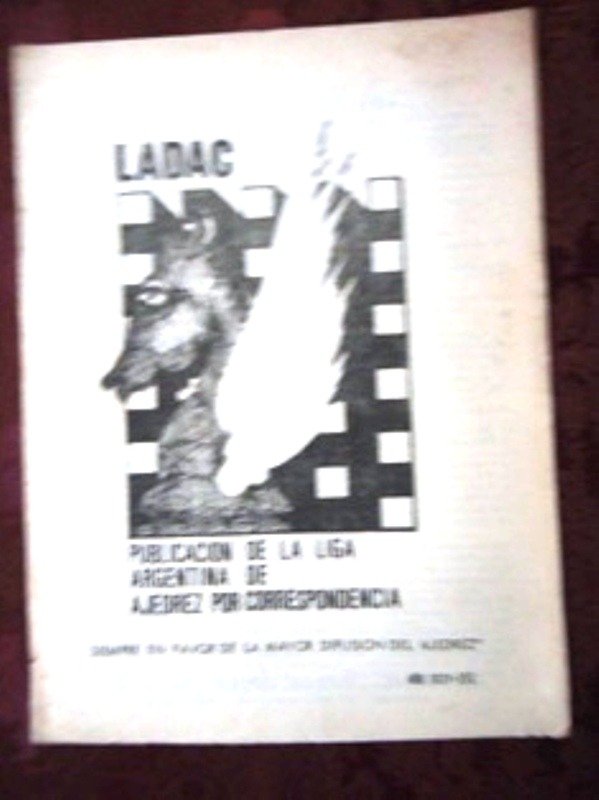 LADAC
PUBLICACION DE LA LIGA
ARGENTINA DE
AJEDREZ POR CORRESPONDENCIA
SIEMPRE EN FAVOR DE LA MAYOR DIFUSION DEL AJEDREZ"